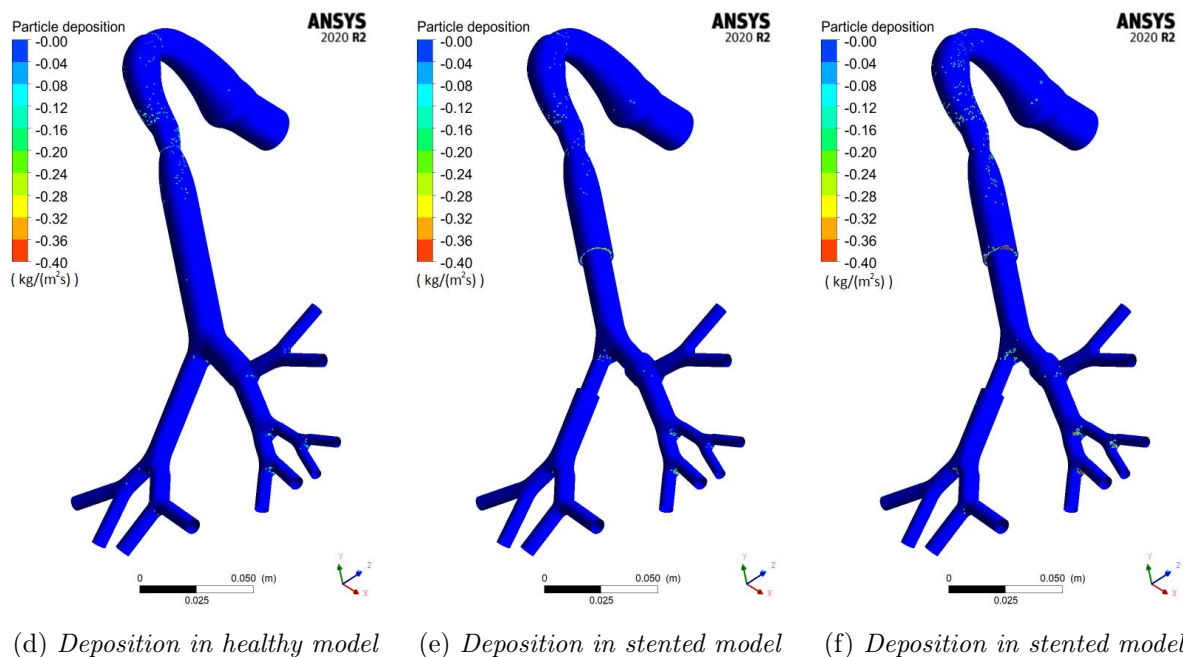 Particle deposition
-0.00
-0.04
-0.08
-0.12
-0.16
-0.20
-0.24
-0.28
-0.32
-0.36
-0.40
( kg/(m²s) )
ANSYS
2020 R2
0 0.050 (m)
0.025
Y
Z
X
(d) Deposition in healthy model
Particle deposition
-0.00
-0.04
-0.08
-0.12
-0.16
-0.20
-0.24
-0.28
-0.32
-0.36
-0.40
( kg/(m²s) )
ANSYS
2020 R2
0 0.050 (m)
0.025
Y
Z
X
(e) Deposition in stented model
Particle deposition
-0.00
-0.04
-0.08
-0.12
-0.16
-0.20
-0.24
-0.28
-0.32
-0.36
-0.40
( kg/(m²s) )
ANSYS
2020 R2
0 0.050 (m)
0.025
Y
Z
X
(f) Deposition in stented model